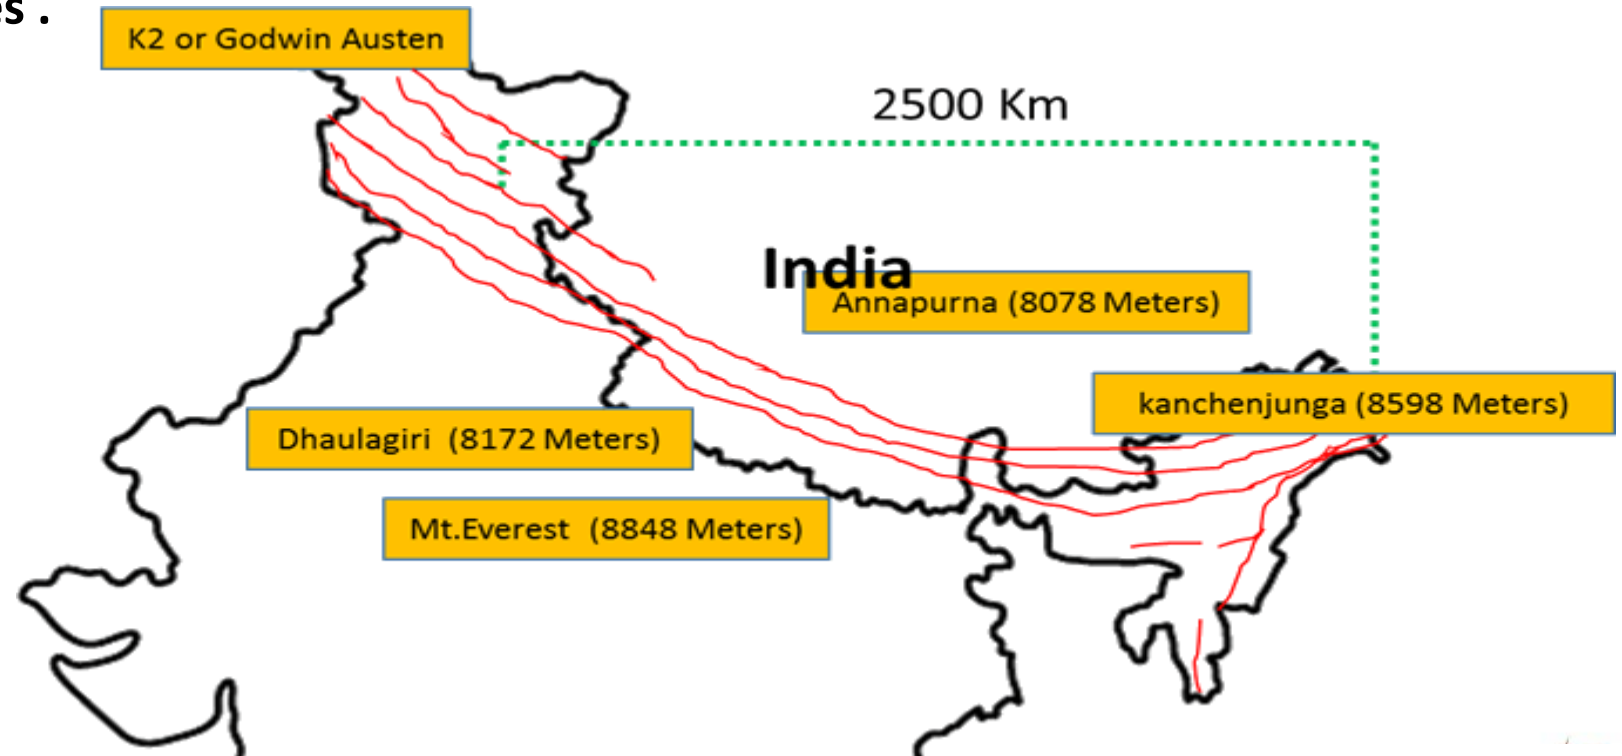 es .
K2 or Godwin Austen
2500 Km
India
Annapurna (8078 Meters)
kanchenjunga (8598 Meters)
Dhaulagiri (8172 Meters)
Mt.Everest (8848 Meters)